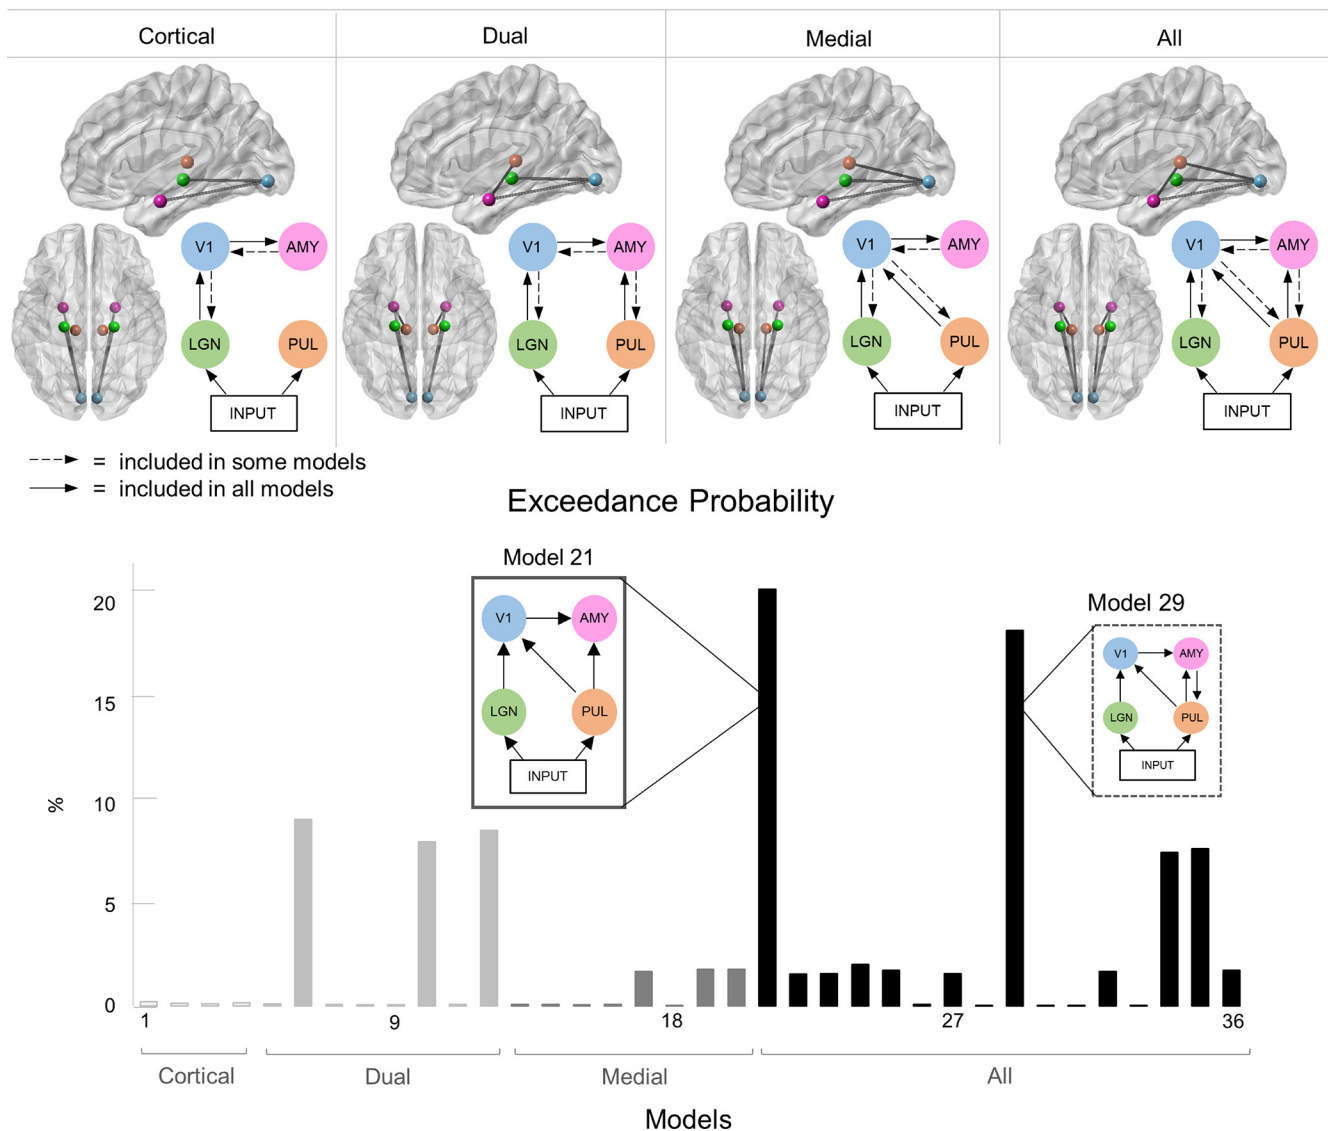 Cortical
Dual
Medial
All
V1
AMY
LGN
PUL
INPUT
V1
AMY
LGN
PUL
INPUT
V1
AMY
LGN
PUL
INPUT
V1
AMY
LGN
PUL
INPUT
= included in some models
= included in all models
Exceedance Probability
Model 21
V1
AMY
LGN
PUL
INPUT
Model 29
V1
AMY
LGN
PUL
INPUT
20
15
10
%
5
0
1
9
18
27
36
Cortical
Dual
Medial
All
Models